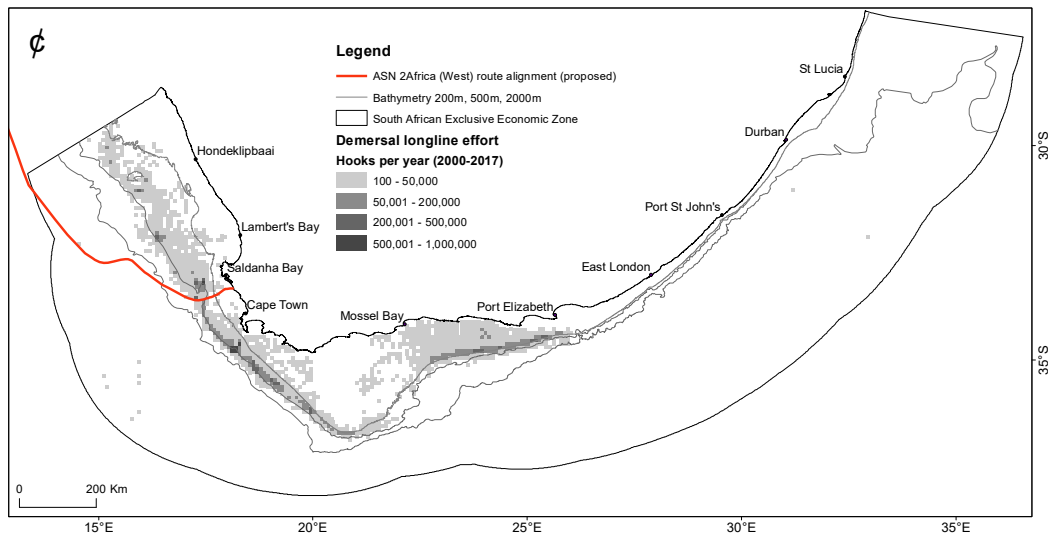 ¢
Legend
ASN 2Africa (West) route alignment (proposed)
Bathymetry 200m, 500m, 2000m
South African Exclusive Economic Zone
Demersal longline effort
Hooks per year (2000-2017)
100 - 50,000
50,001 - 200,000
200,001 - 500,000
500,001 - 1,000,000
St Lucia
Durban
Port St John's
East London
Port Elizabeth
Mossel Bay
Hondeklipbaai
Lambert's Bay
Saldanha Bay
Cape Town
30°S
35°S
0 200 Km
15°E 20°E 25°E 30°E 35°E